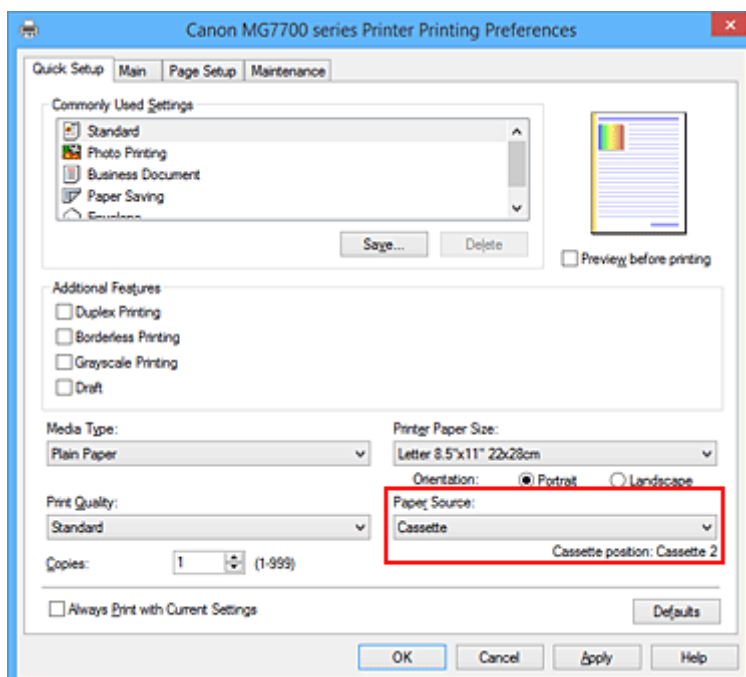 Canon MG7700 series Printer Printing Preferences
Quick Setup Main Page Setup Maintenance
Commonly Used Settings
Standard
Photo Printing
Business Document
Paper Saving
Envelope
Save... Delete
Preview before printing
Additional Features
Duplex Printing
Borderless Printing
Grayscale Printing
Draft
Media Type:
Plain Paper
Printer Paper Size:
Letter 8.5"x11" 22x28cm
Orientation: Portrait Landscape
Print Quality:
Standard
Paper Source:
Cassette
Cassette position: Cassette 2
Copies: 1 (1-999)
Always Print with Current Settings
Defaults
OK Cancel Apply Help